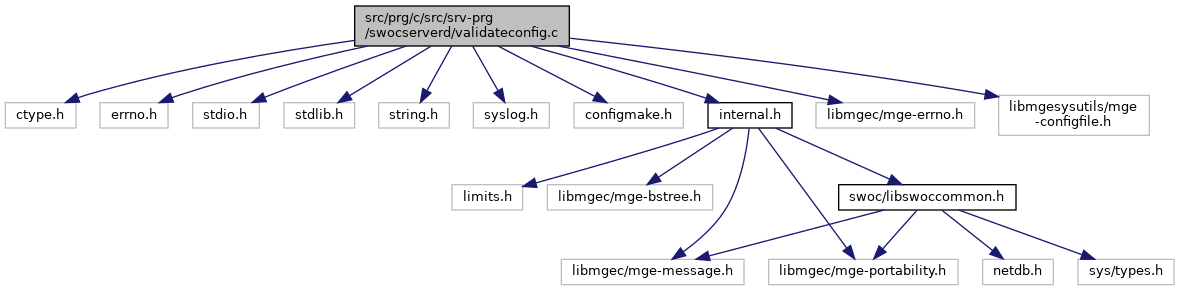 src/prg/c/src/srv-prg
/swocserverd/validateconfig.c
ctype.h
errno.h
stdio.h
stdlib.h
string.h
syslog.h
configmake.h
internal.h
libmgec/mge-errno.h
libmgesysutils/mge
-configfile.h
limits.h
libmgec/mge-bstree.h
swoc/libswoccommon.h
libmgec/mge-message.h
libmgec/mge-portability.h
netdb.h
sys/types.h